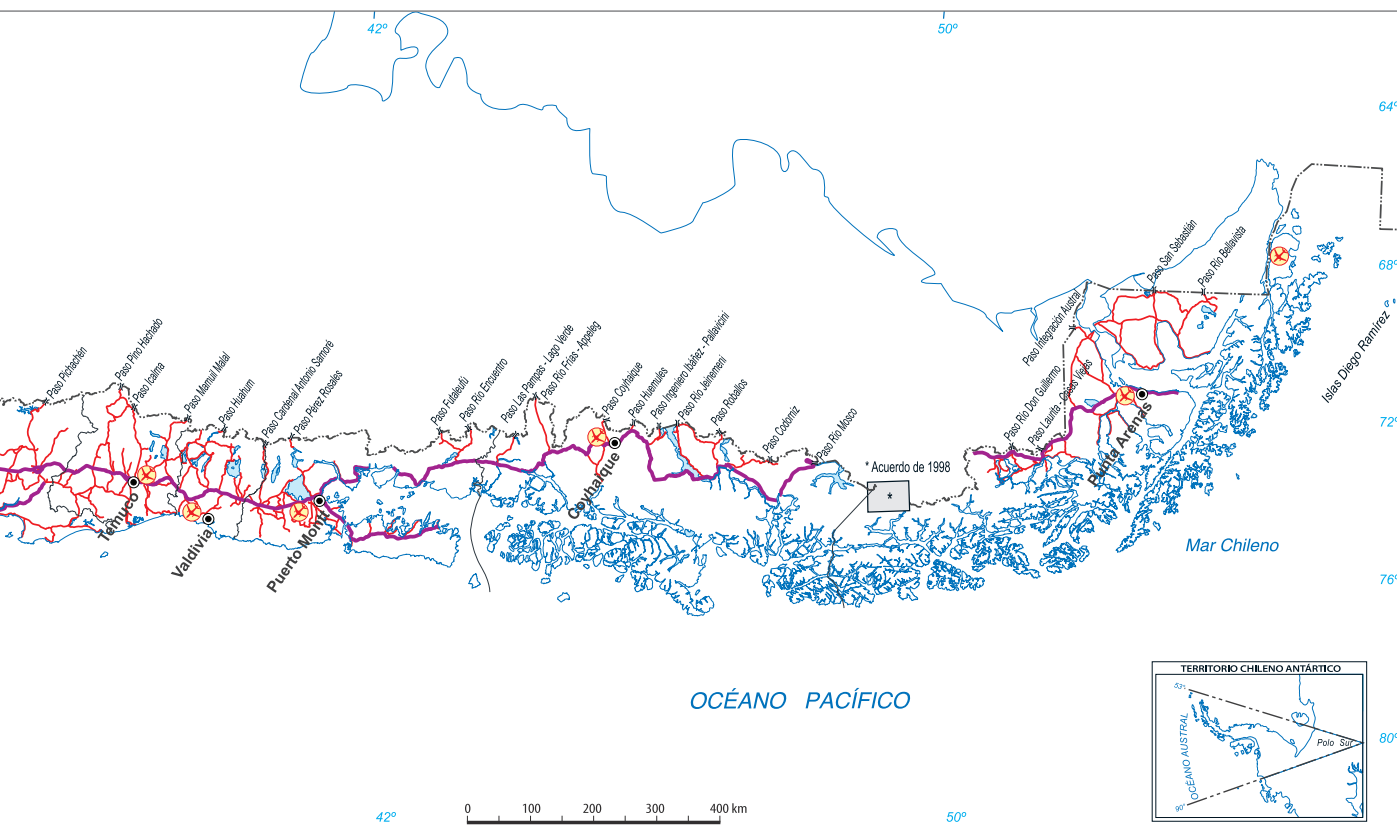 42º
50º
64º
68º
72º
76º
80º
Paso Pichachén
Paso Pino Hachado
Paso Icalma
Paso Mamuil Malal
Paso Huahum
Paso Cardenal Antonio Samoré
Paso Pérez Rosales
Paso Futaleufú
Paso Río Encuentro
Paso Las Pampas - Lago Verde
Paso Río Frías - Appeleg
Paso Coyhaique
Paso Huemules
Paso Ingeniero Ibáñez - Pallavicini
Paso Río Jeinemeni
Paso Roballos
Paso Codorniz
Paso Río Mosco
* Acuerdo de 1998
*
Paso Río Don Guillermo
Paso Laurita - Casas Viejas
Paso Integración Austral
Paso San Sebastián
Paso Río Bellavista
Temuco
Valdivia
Puerto Montt
Coyhaique
Punta Arenas
Islas Diego Ramírez
Mar Chileno
OCÉANO PACÍFICO
TERRITORIO CHILENO ANTÁRTICO
53º
OCÉANO AUSTRAL
Polo Sur
90º
42º
0 100 200 300 400 km
50º